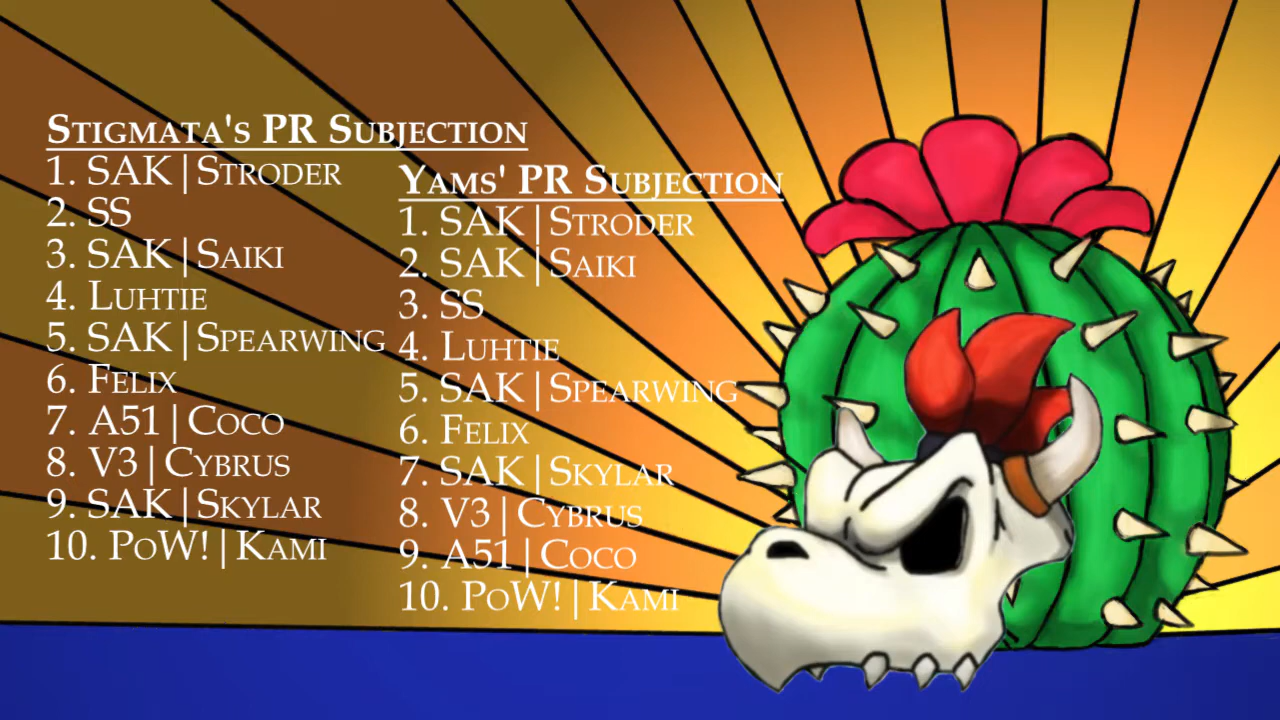 Stigmata's PR Subjection
1. SAK|Stroder
2. SS
3. SAK|Saiki
4. Luhtie
5. SAK|Spearwing
6. Felix
7. A51|Coco
8. V3|Cybrus
9. SAK|Skylar
10. PoW!|Kami
Yams' PR Subjection
1. SAK|Stroder
2. SAK|Saiki
3. SS
4. Luhtie
5. SAK|Spearwing
6. Felix
7. SAK|Skylar
8. V3|Cybrus
9. A51|Coco
10. PoW!|Kami